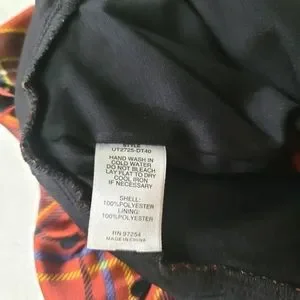 STYLE
UT2725-DT40
HAND WASH IN
COLD WATER
DO NOT BLEACH
LAY FLAT TO DRY
COOL IRON
IF NECESSARY
SHELL:
100%POLYESTER
LINING:
100%POLYESTER
RN 97254
MADE IN CHINA